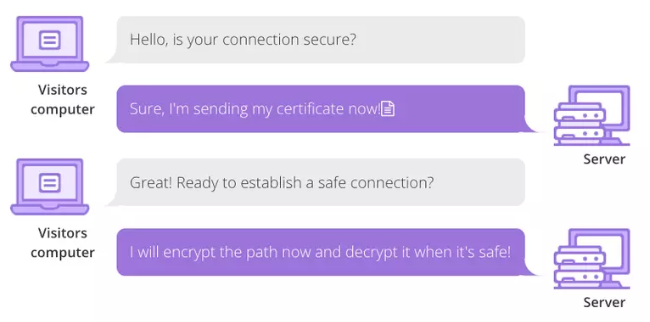 Hello, is your connection secure?
Visitors
computer
Sure, I'm sending my certificate now!
Server
Great! Ready to establish a safe connection?
Visitors
computer
I will encrypt the path now and decrypt it when it's safe!
Server